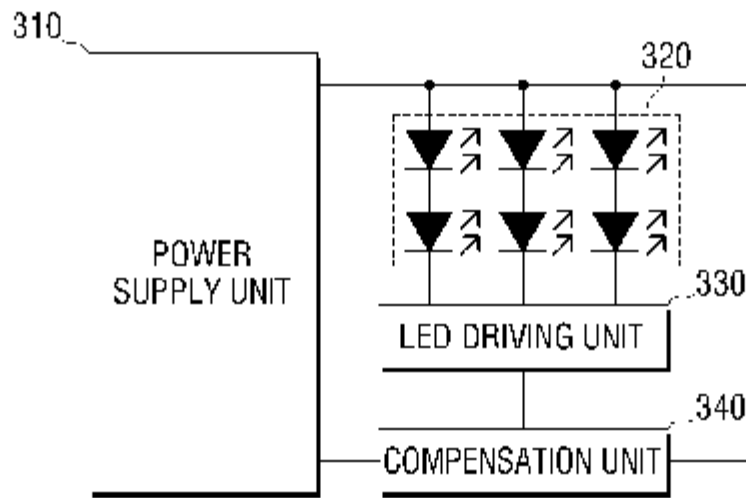 310
320
POWER
SUPPLY UNIT
330
LED DRIVING UNIT
340
COMPENSATION UNIT